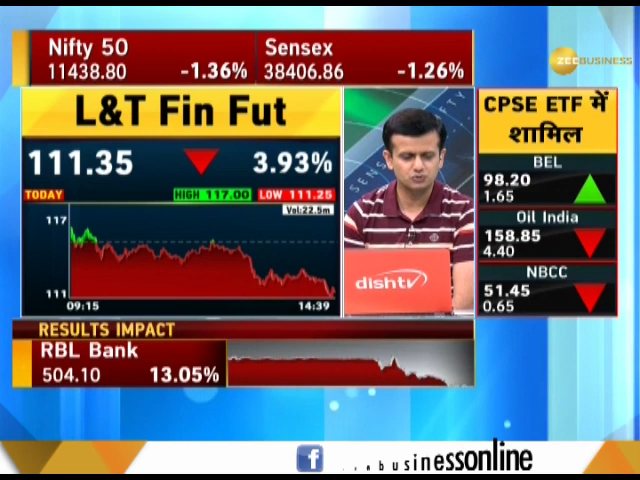 Nifty 50
11438.80 -1.36%
Sensex
38406.86 -1.26%
ZEEBUSINESS
L&T Fin Fut
111.35 3.93%
TODAY HIGH 117.00 LOW 111.25
Vol:22.5m
117
111
09:15 14:39
SENSEX
NIFTY
dishtv
CPSE ETF में
शामिल
BEL
98.20
1.65
Oil India
158.85
4.40
NBCC
51.45
0.65
RESULTS IMPACT
RBL Bank
504.10 13.05%
f
businessonline